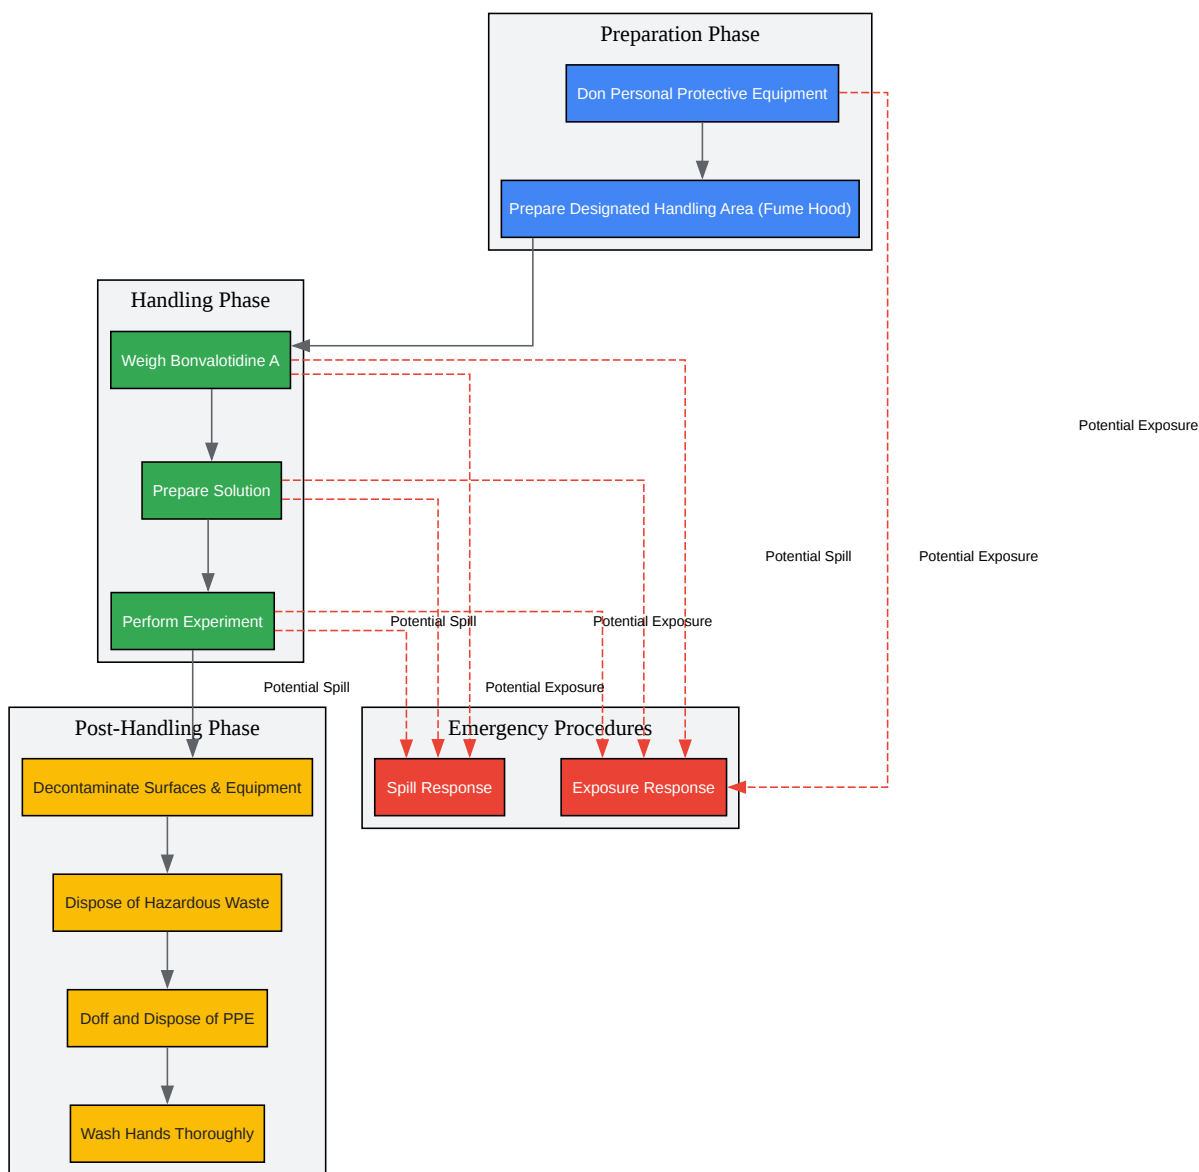 Preparation Phase
Don Personal Protective Equipment
Prepare Designated Handling Area (Fume Hood)
Handling Phase
Weigh Bonvalotidine A
Potential Exposure
Prepare Solution
Potential Spill
Potential Exposure
Perform Experiment
Potential Spill
Potential Exposure
Potential Spill
Potential Exposure
Post-Handling Phase
Emergency Procedures
Decontaminate Surfaces & Equipment
Spill Response
Exposure Response
Dispose of Hazardous Waste
Doff and Dispose of PPE
Wash Hands Thoroughly